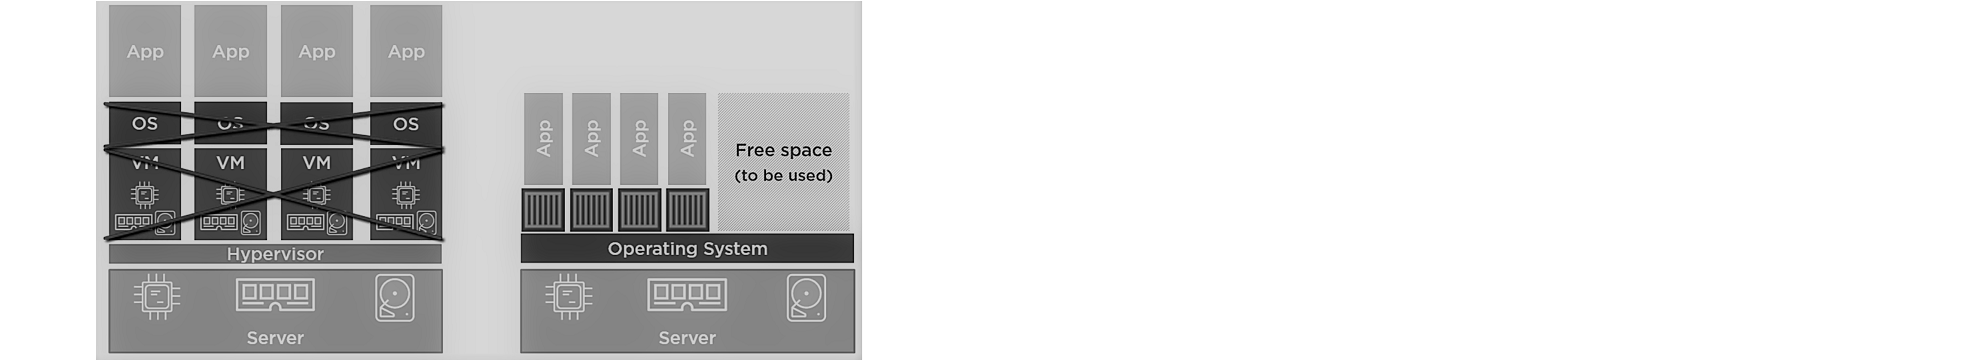 App App App App
OS OS OS OS
VM VM VM VM
Hypervisor
Server
App App App App
Free space
(to be used)
Operating System
Server